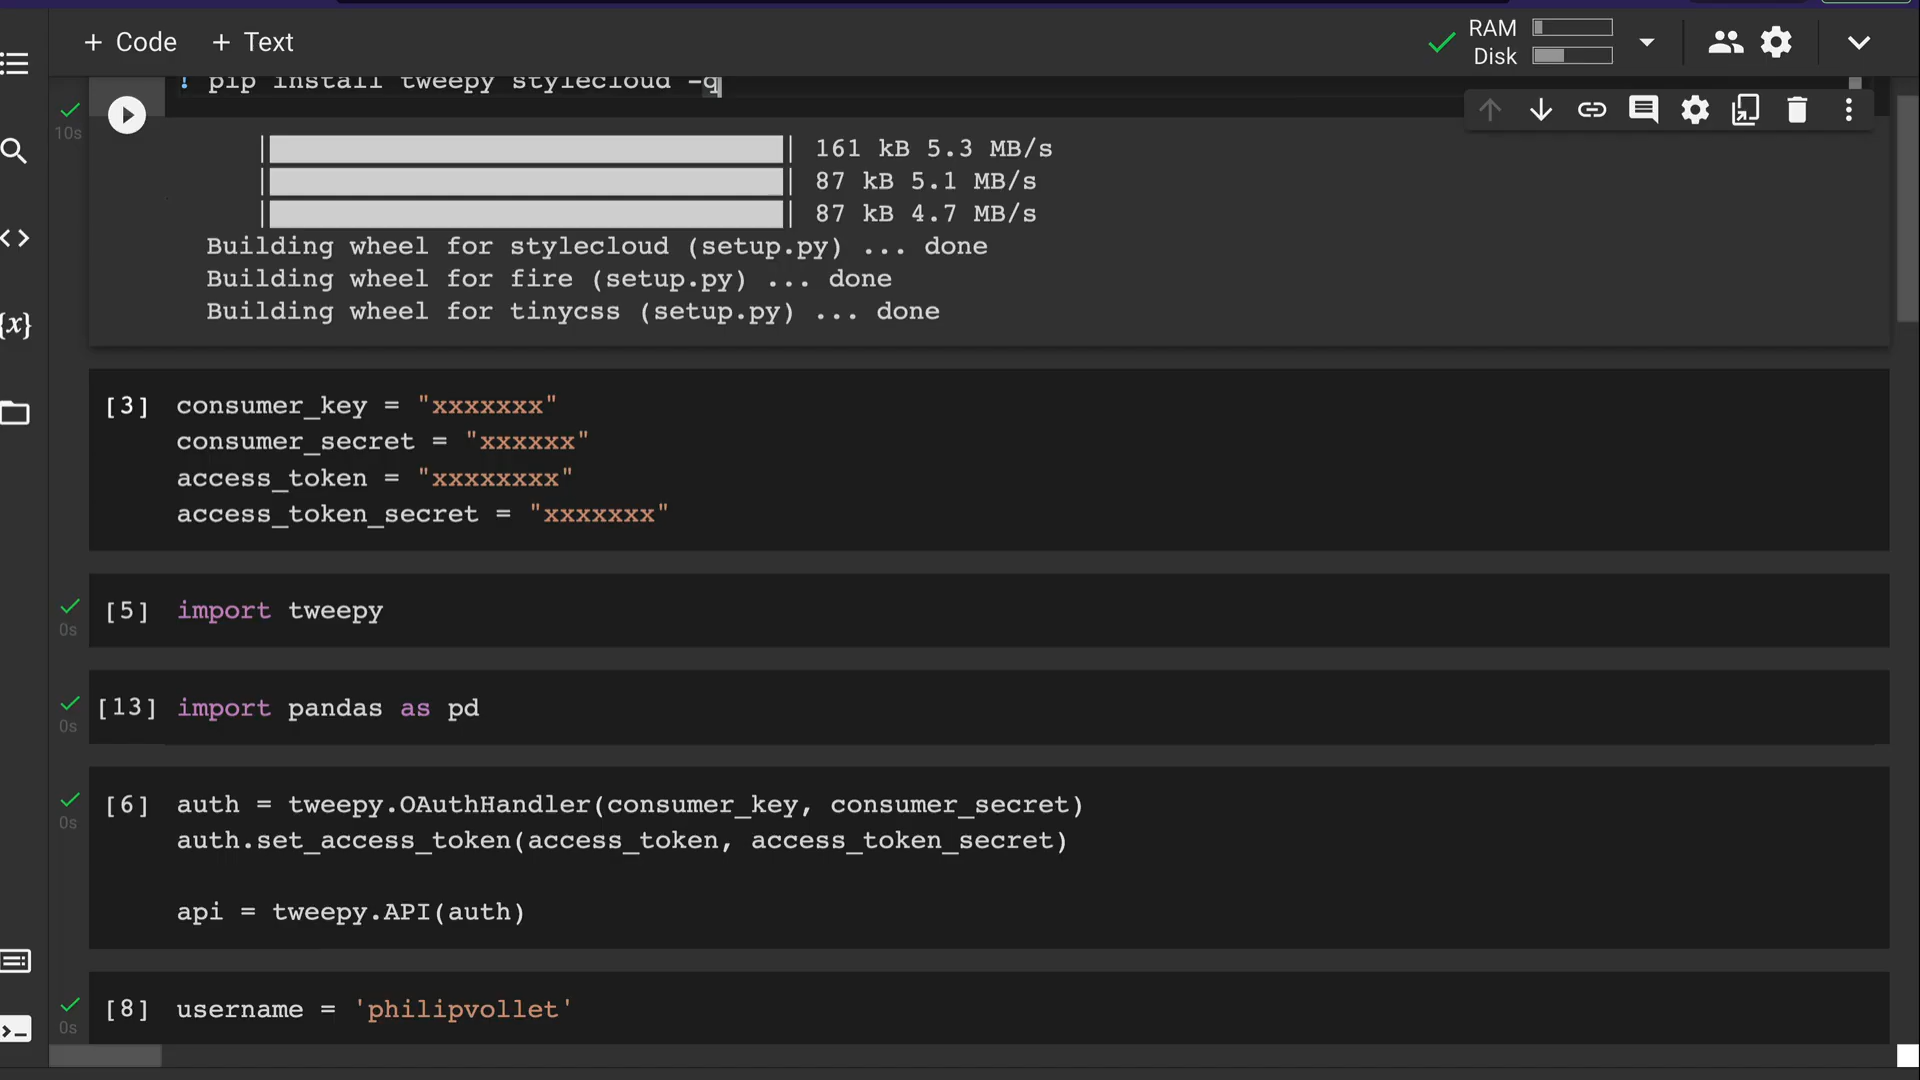 + Code + Text
RAM
Disk
! pip install tweepy stylecloud -q
10s
161 kB 5.3 MB/s
87 kB 5.1 MB/s
87 kB 4.7 MB/s
Building wheel for stylecloud (setup.py) ... done
Building wheel for fire (setup.py) ... done
Building wheel for tinycss (setup.py) ... done
{x}
[3] consumer_key = "xxxxxxx"
consumer_secret = "xxxxxx"
access_token = "xxxxxxxx"
access_token_secret = "xxxxxxx"
[5] import tweepy
0s
[13] import pandas as pd
0s
[6] auth = tweepy.OAuthHandler(consumer_key, consumer_secret)
0s
auth.set_access_token(access_token, access_token_secret)
api = tweepy.API(auth)
[8] username = 'philipvollet'
0s